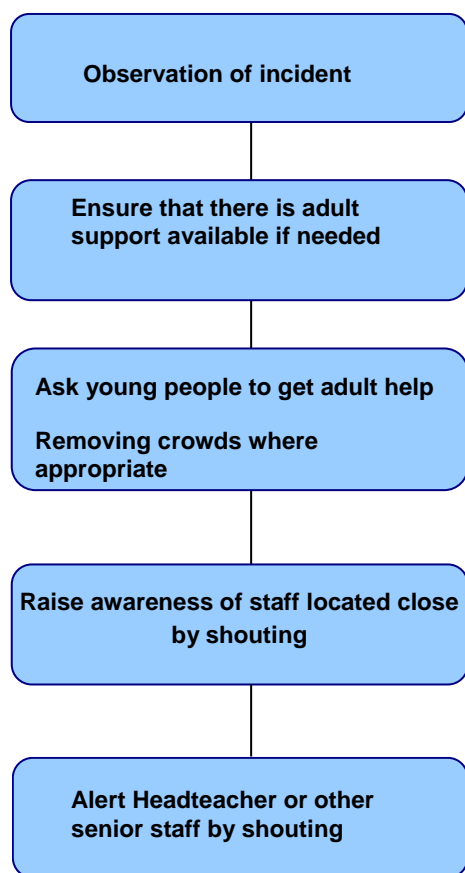 Observation of incident
Ensure that there is adult
support available if needed
Ask young people to get adult help
Removing crowds where
appropriate
Raise awareness of staff located close
by shouting
Alert Headteacher or other
senior staff by shouting